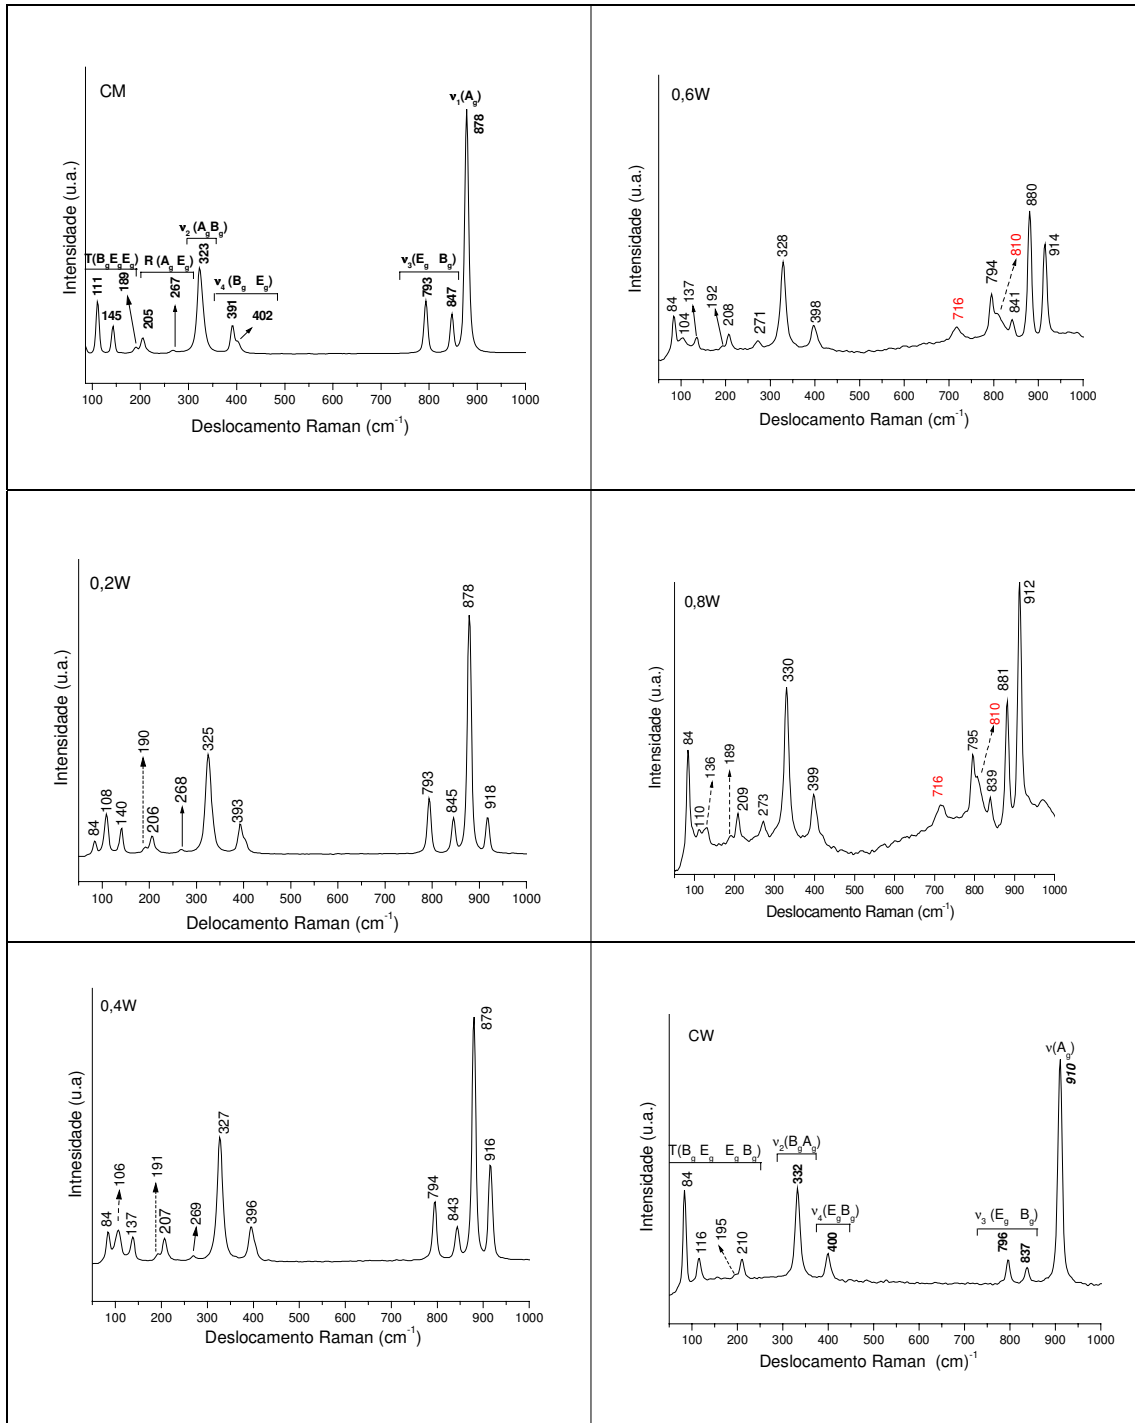 CM
ν1(Ag)
878
ν2 (AgBg)
323
T(BgEgEg)
R (Ag Eg)
ν4 (Bg Eg)
ν3(Eg Bg)
111
145
189
205
267
391
402
793
847
Intensidade (u.a.)
100 200 300 400 500 600 700 800 900 1000
Deslocamento Raman (cm-1)
0,6W
84
104
137
192
208
271
328
398
716
794
810
841
880
914
Intensidade (u.a.)
100 200 300 400 500 600 700 800 900 1000
Deslocamento Raman (cm-1)
0,2W
84
108
140
190
206
268
325
393
793
845
878
918
Intensidade (u.a.)
100 200 300 400 500 600 700 800 900 1000
Delocamento Raman (cm-1)
0,8W
84
110
136
189
209
273
330
399
716
795
810
839
881
912
Intensidade (u.a.)
100 200 300 400 500 600 700 800 900 1000
Deslocamento Raman (cm-1)
0,4W
84
106
137
191
207
269
327
396
794
843
879
916
Intnesidade (u.a)
100 200 300 400 500 600 700 800 900 1000
Deslocamento Raman (cm-1)
CW
ν(Ag)
910
T(Bg Eg Eg Bg)
ν2(BgAg)
84
116
195
210
332
ν4(EgBg)
400
ν3 (Eg Bg)
796
837
Intensidade (u.a.)
100 200 300 400 500 600 700 800 900 1000
Deslocamento Raman (cm)-1